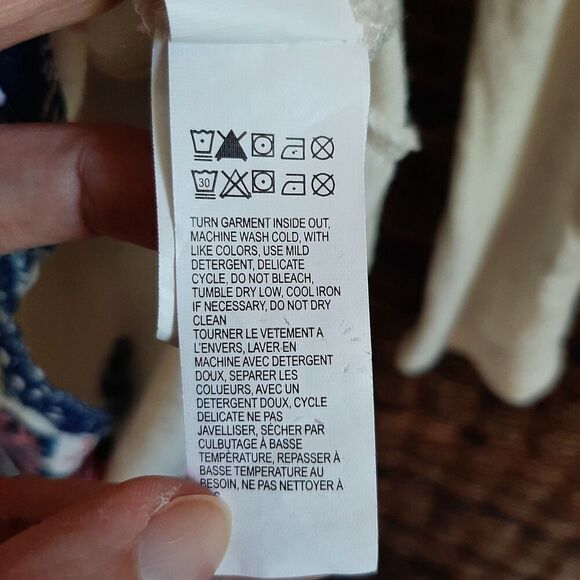 30
TURN GARMENT INSIDE OUT,
MACHINE WASH COLD, WITH
LIKE COLORS, USE MILD
DETERGENT, DELICATE
CYCLE, DO NOT BLEACH,
TUMBLE DRY LOW, COOL IRON
IF NECESSARY, DO NOT DRY
CLEAN
TOURNER LE VETEMENT A
L'ENVERS, LAVER EN
MACHINE AVEC DETERGENT
DOUX, SEPARER LES
COLUEURS, AVEC UN
DETERGENT DOUX, CYCLE
DELICATE NE PAS
JAVELLISER, SÈCHER PAR
CULBUTAGE À BASSE
TEMPÉRATURE, REPASSER À
BASSE TEMPERATURE AU
BESOIN, NE PAS NETTOYER À